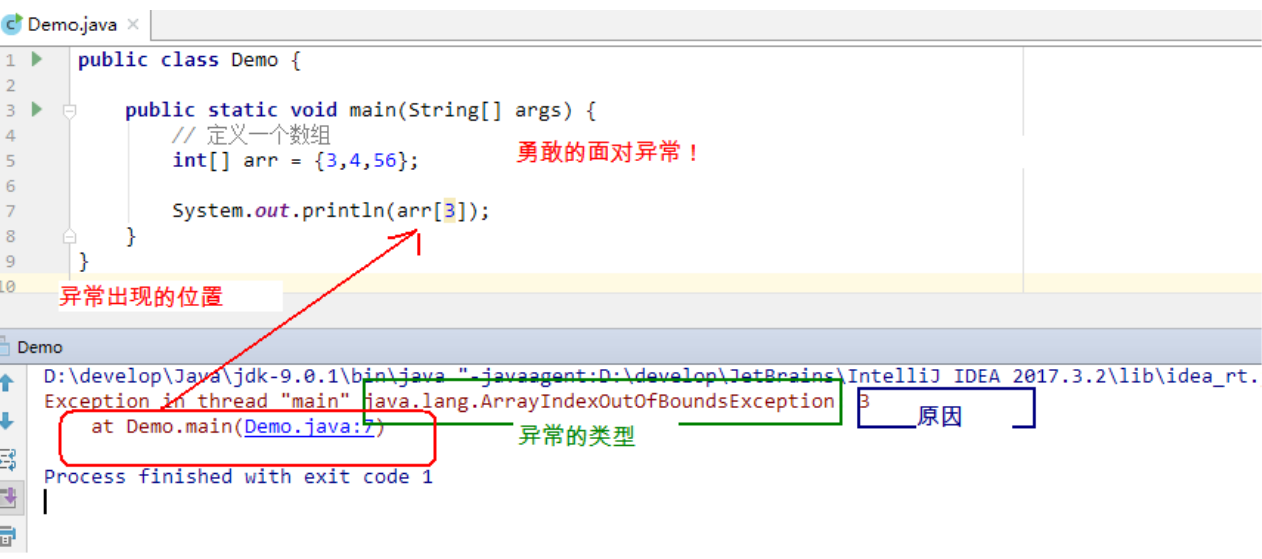 Demo.java
1 public class Demo {
2
3 public static void main(String[] args) {
4 // 定义一个数组
5 int[] arr = {3,4,56};
勇敢的面对异常！
6
7 System.out.println(arr[3]);
8 }
9 }
10
异常出现的位置
Demo
D:\develop\Java\jdk-9.0.1\bin\java "-javaagent:D:\develop\JetBrains\IntelliJ IDEA 2017.3.2\lib\idea_rt.
Exception in thread "main" java.lang.ArrayIndexOutOfBoundsException 3
原因
at Demo.main(Demo.java:7)
异常的类型
Process finished with exit code 1